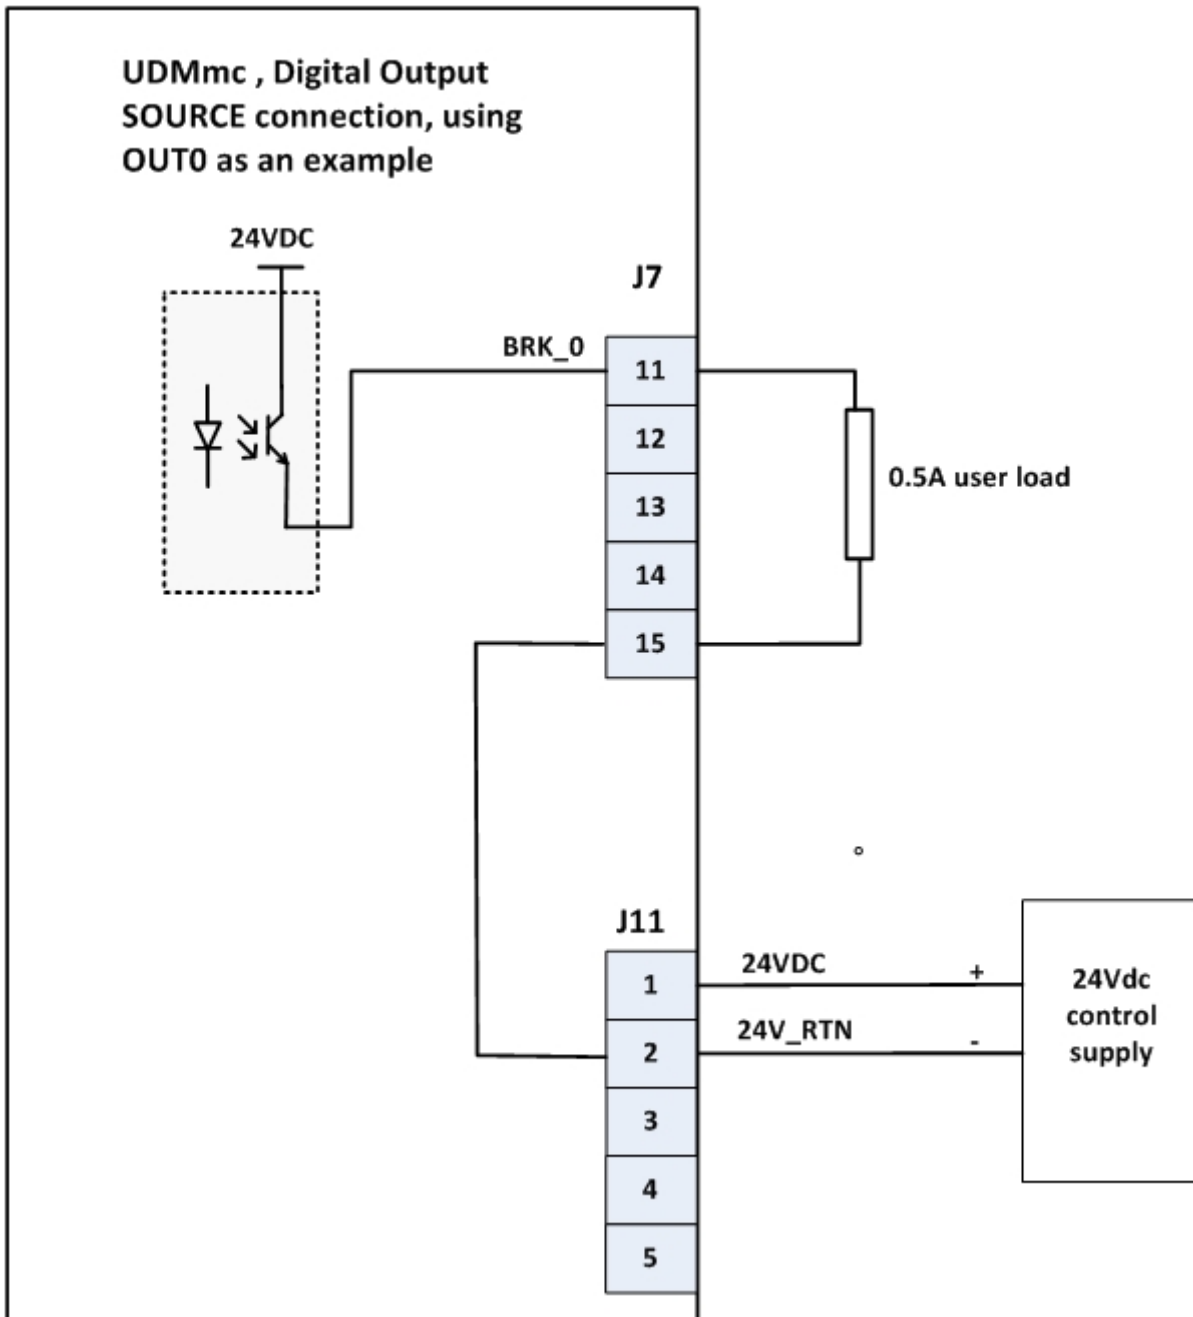 UDMmc , Digital Output
SOURCE connection, using
OUT0 as an example
24VDC
J7
BRK_0
11
12
13
14
15
0.5A user load
J11
1
2
3
4
5
24VDC
+
24V_RTN
-
24Vdc
control
supply